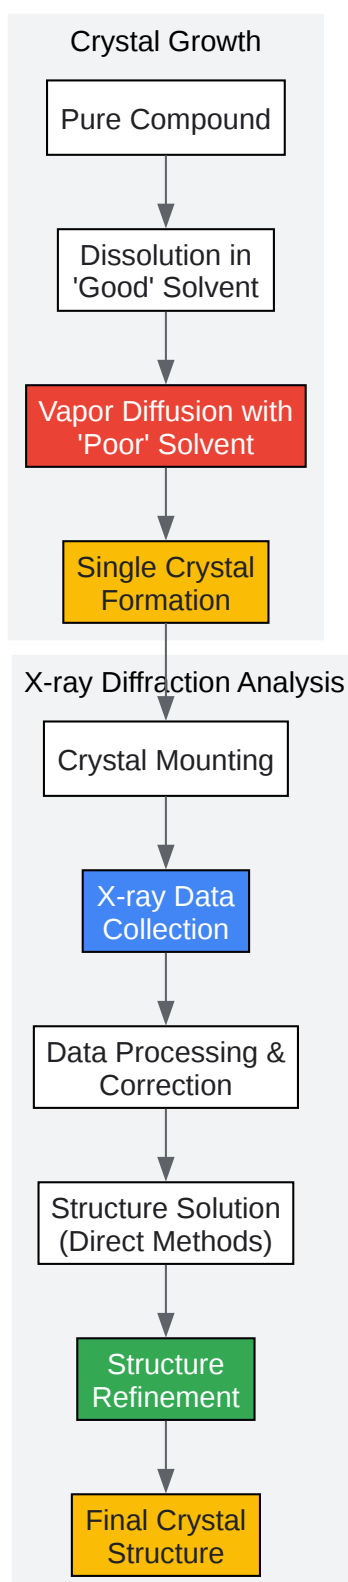 Crystal Growth
Pure Compound
Dissolution in
'Good' Solvent
Vapor Diffusion with
'Poor' Solvent
Single Crystal
Formation
X-ray Diffraction Analysis
Crystal Mounting
X-ray Data
Collection
Data Processing &
Correction
Structure Solution
(Direct Methods)
Structure
Refinement
Final Crystal
Structure